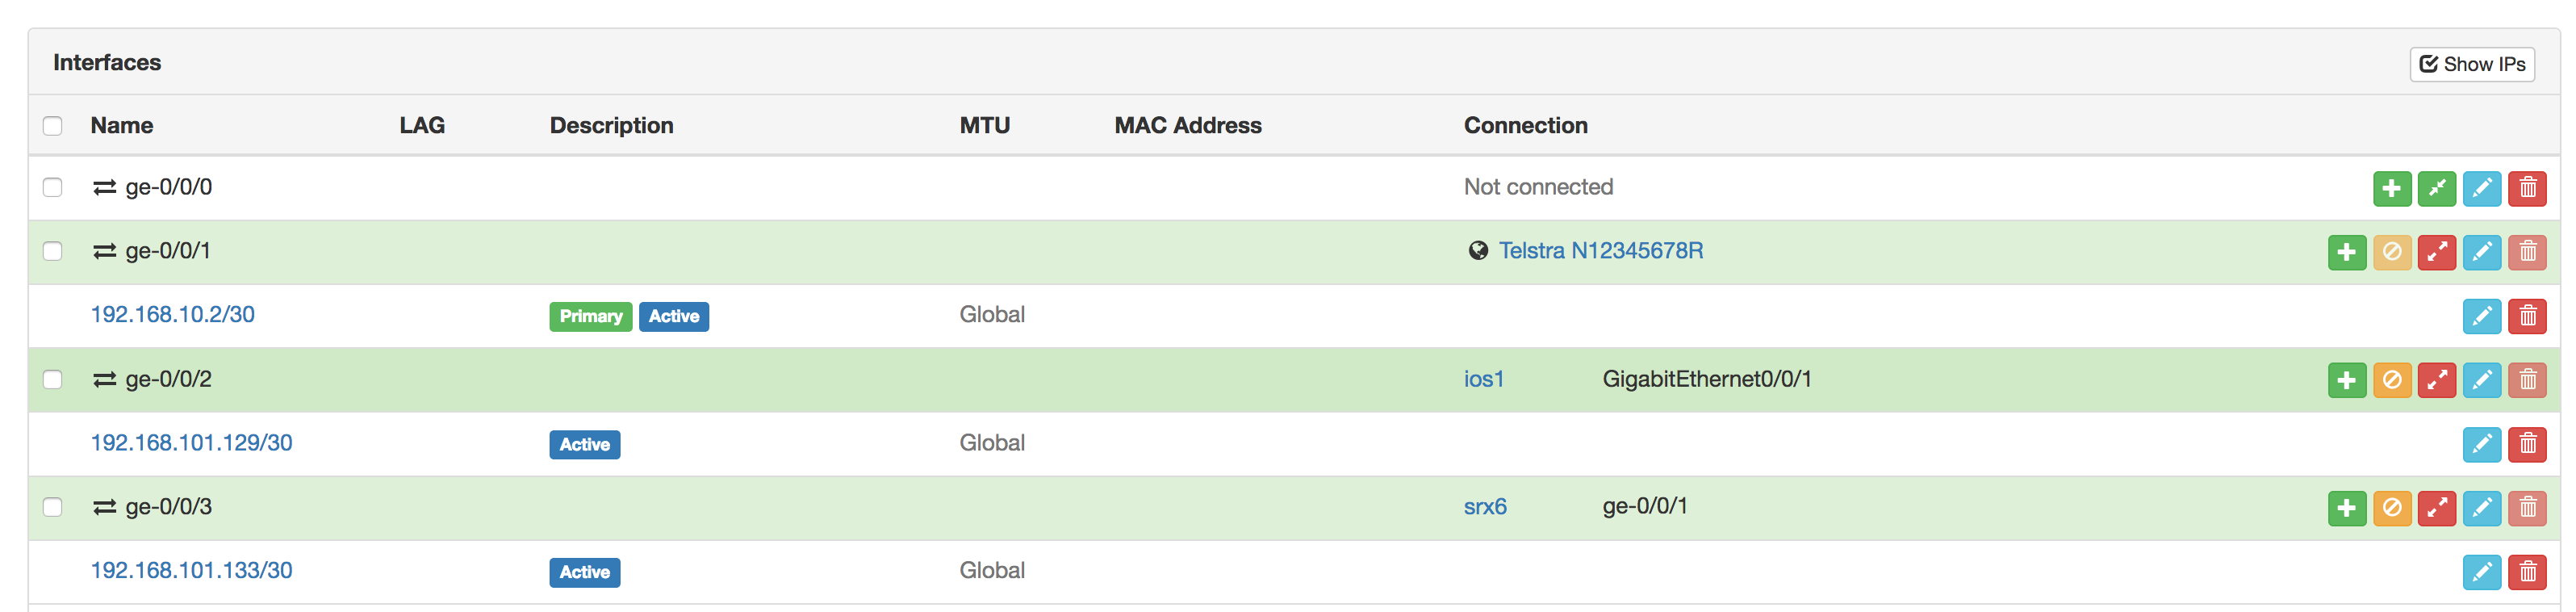 Interfaces Show IPs
Name LAG Description MTU MAC Address Connection
ge-0/0/0 Not connected
ge-0/0/1 Telstra N12345678R
192.168.10.2/30 Primary Active Global
ge-0/0/2 ios1 GigabitEthernet0/0/1
192.168.101.129/30 Active Global
ge-0/0/3 srx6 ge-0/0/1
192.168.101.133/30 Active Global